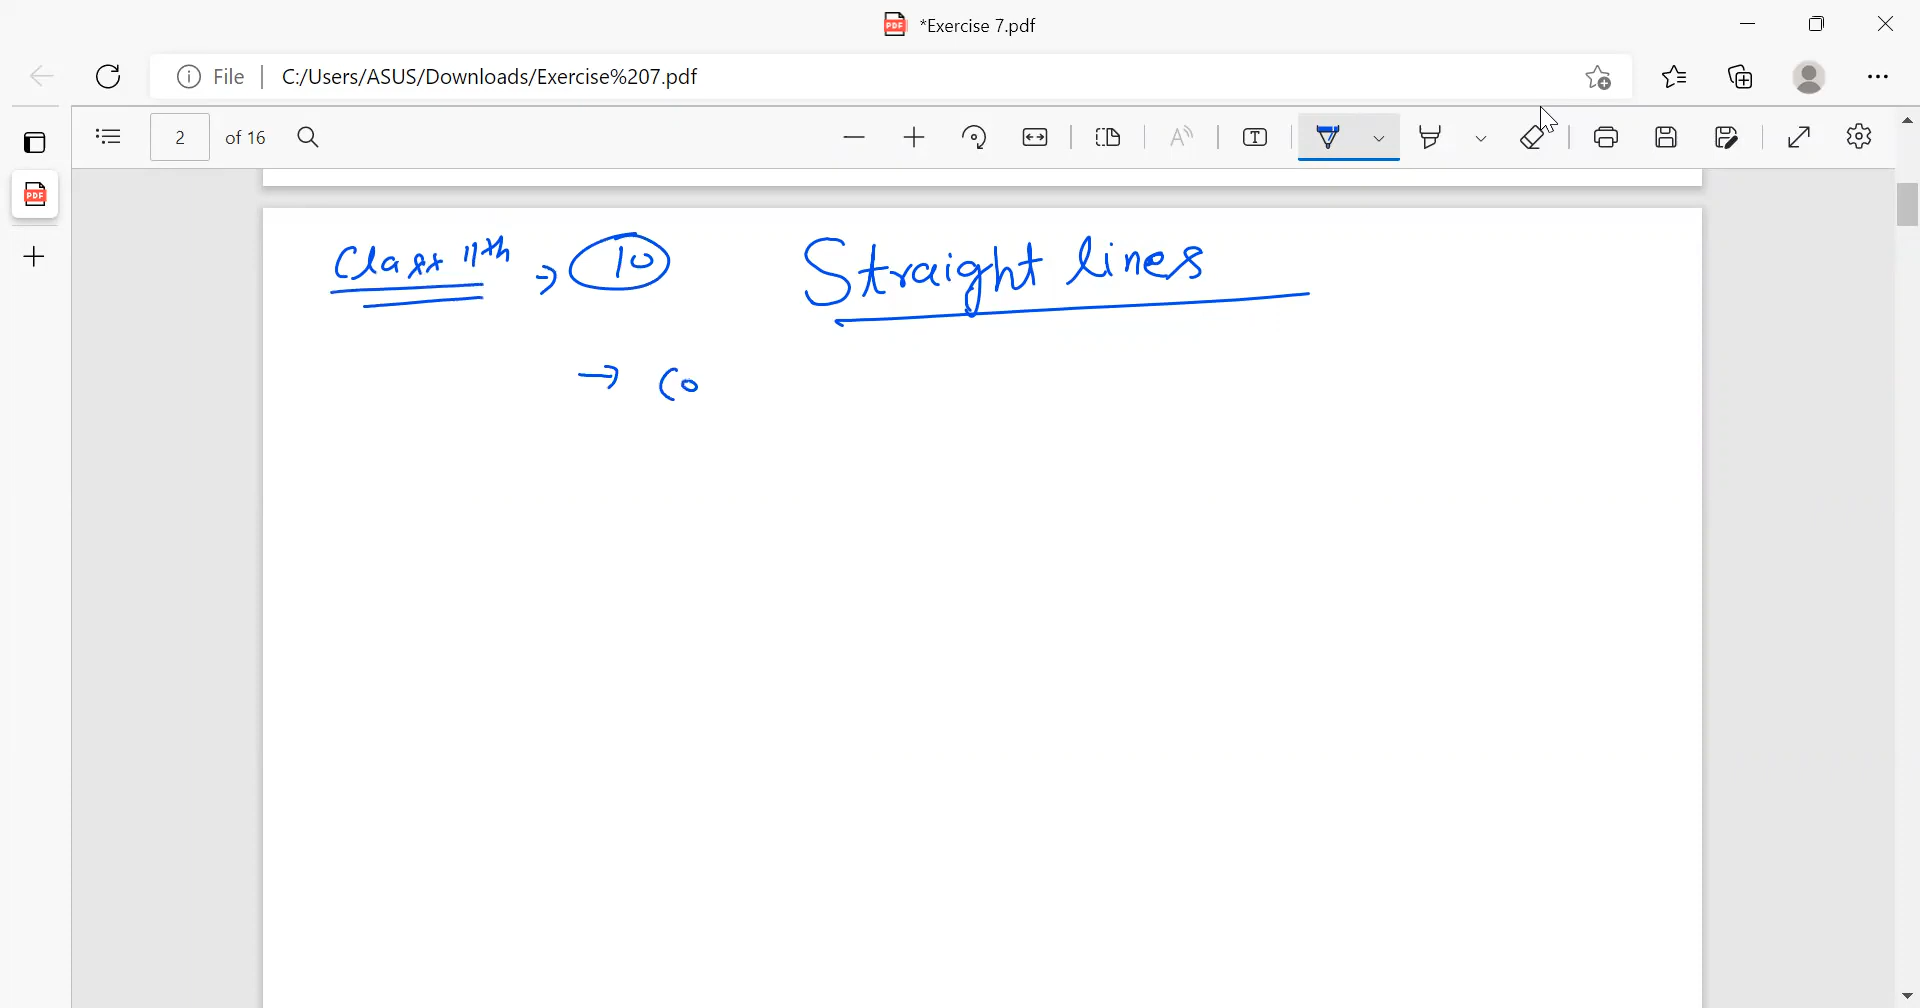 *Exercise 7.pdf
File | C:/Users/ASUS/Downloads/Exercise%207.pdf
2 of 16
Class 11th → 10 Straight lines
→ Co